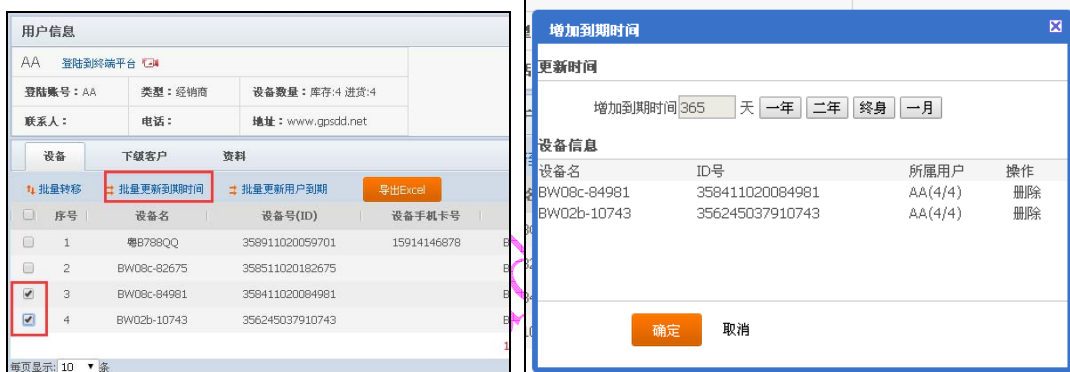 用户信息
AA 登陆到终端平台
登陆账号：AA 类型：经销商 设备数量：库存:4 进货:4
联系人： 电话： 地址：www.gpsdd.net
设备 下级客户 资料
批量转移 批量更新到期时间 批量更新用户到期 导出Excel
序号 设备名 设备号(ID) 设备手机卡号
1 粤B788QQ 358911020059701 15914146878
2 BW08c-82675 358511020182675
3 BW08c-84981 358411020084981
4 BW02b-10743 356245037910743
每页显示: 10 条
增加到期时间
更新时间
增加到期时间 365 天 一年 二年 终身 一月
设备信息
设备名 ID号 所属用户 操作
BW08c-84981 358411020084981 AA(4/4) 删除
BW02b-10743 356245037910743 AA(4/4) 删除
确定 取消